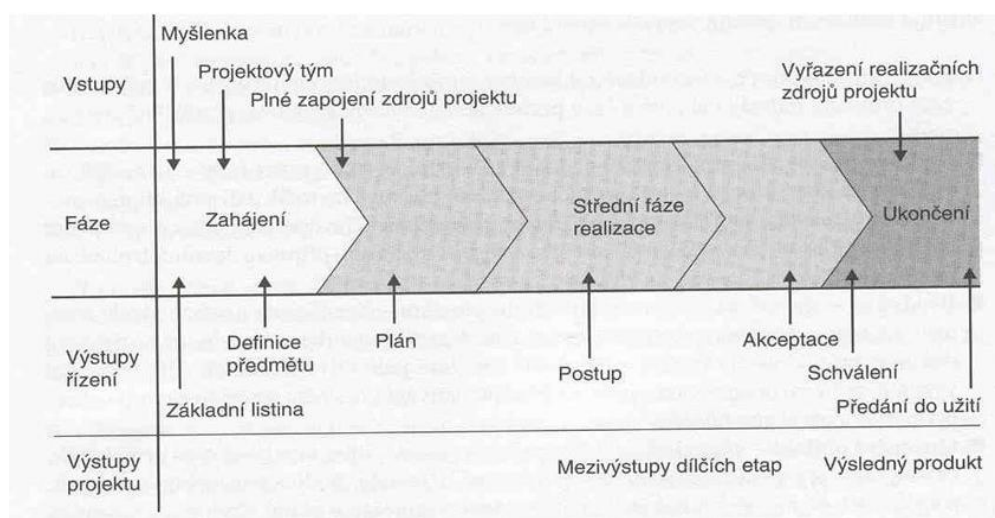 Myšlenka
Vstupy
Projektový tým
Plné zapojení zdrojů projektu
Vyřazení realizačních
zdrojů projektu
Fáze
Zahájení
Střední fáze
realizace
Ukončení
Výstupy
řízení
Základní listina
Definice
předmětu
Plán
Postup
Akceptace
Schválení
Předání do užití
Výstupy
projektu
Mezivýstupy dílčích etap
Výsledný produkt